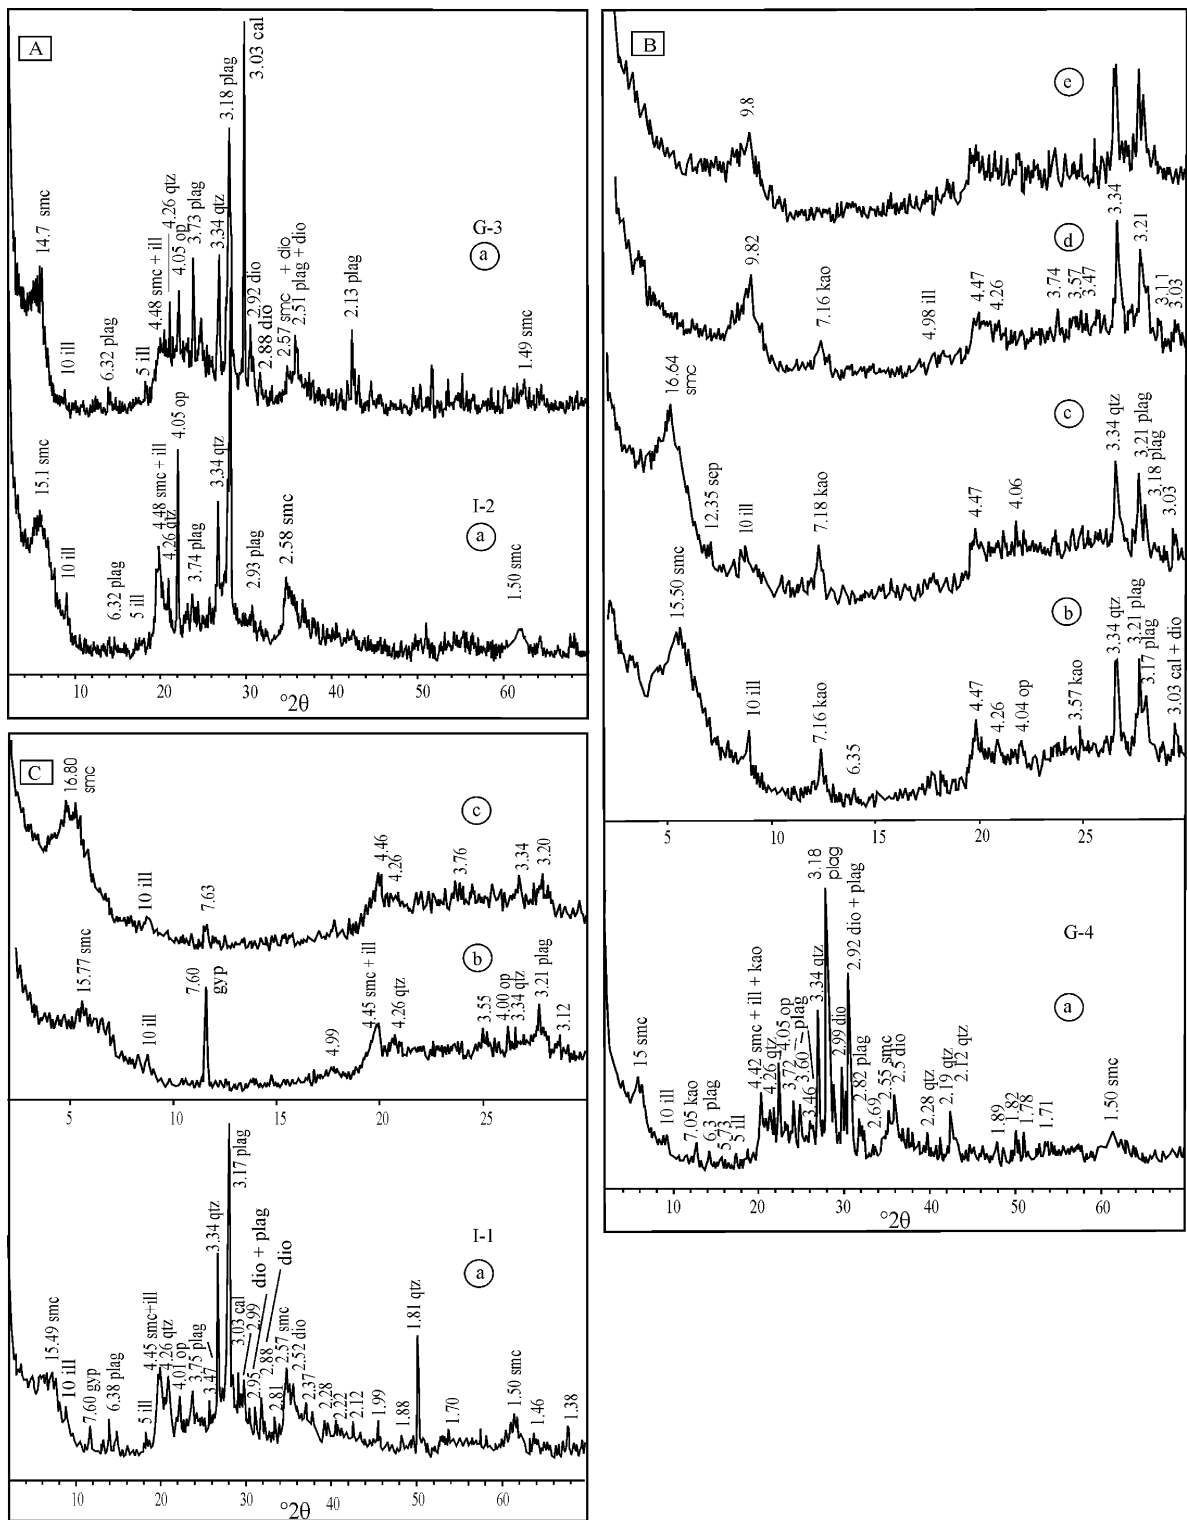 A
14.7 smc
10 ill
6.32 plag
5 ill
4.48 smc + ill
4.26 qtz
4.05 op
3.73 plag
3.34 qtz
3.18 plag
3.03 cal
2.92 dio
2.88 dio
2.57 smc + dio
2.51 plag + dio
2.13 plag
1.49 smc
G-3
a
15.1 smc
10 ill
6.32 plag
5 ill
4.48 smc + ill
4.26 qtz
4.05 op
3.74 plag
3.34 qtz
2.93 plag
2.58 smc
1.50 smc
I-2
a
10 20 30 40 50 60
°2θ
B
e
9.8
d
9.82
7.16 kao
4.98 ill
4.47
4.26
3.74
3.57
3.47
3.34
3.21
3.11
3.03
c
16.64
smc
12.35 sep
10 ill
7.18 kao
4.47
4.06
3.34 qtz
3.21 plag
3.18 plag
3.03
b
15.50 smc
10 ill
7.16 kao
6.35
4.47
4.26
4.04 op
3.57 kao
3.34 qtz
3.21 plag
3.17 plag
3.03 cal + dio
5 10 15 20 25
G-4
a
15 smc
10 ill
7.05 kao
6.3 plag
5.73
5 ill
4.42 smc + ill + kao
4.26 qtz
4.05 op
3.72
3.60
plag
3.46
3.34 qtz
3.18
plag
2.99 dio
2.92 dio + plag
2.82 plag
2.69
2.55 smc
2.5 dio
2.28 qtz
2.19 qtz
2.12 qtz
1.89
1.82
1.78
1.71
1.50 smc
10 20 30 40 50 60
°2θ
C
16.80
smc
10 ill
7.63
4.46
4.26
3.76
3.34
3.20
c
15.77 smc
10 ill
7.60
gyp
4.99
4.45 smc + ill
4.26 qtz
3.55
4.00 op
3.34 qtz
3.21 plag
3.12
b
5 10 15 20 25
I-1
a
15.49 smc
10 ill
7.60 gyp
6.38 plag
5 ill
4.45 smc+ill
4.26 qtz
4.01 op
3.75 plag
3.47
3.34 qtz
3.17 plag
3.03 cal
2.99
dio + plag
2.95
dio
2.88
2.81
2.57 smc
2.52 dio
2.37
2.28
2.22
2.12
1.99
1.88
1.81 qtz
1.70
1.50 smc
1.46
1.38
10 20 30 40 50 60
°2θ